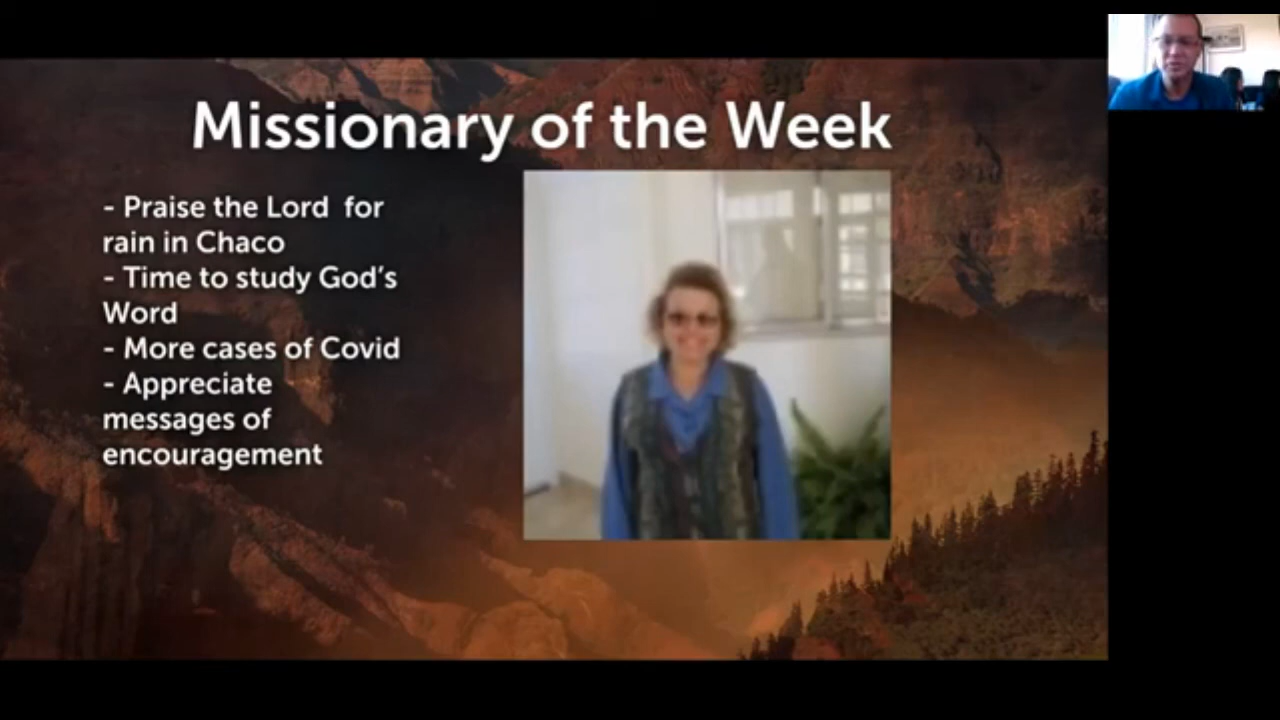 Missionary of the Week
- Praise the Lord  for
rain in Chaco
- Time to study God's
Word
- More cases of Covid
- Appreciate
messages of
encouragement